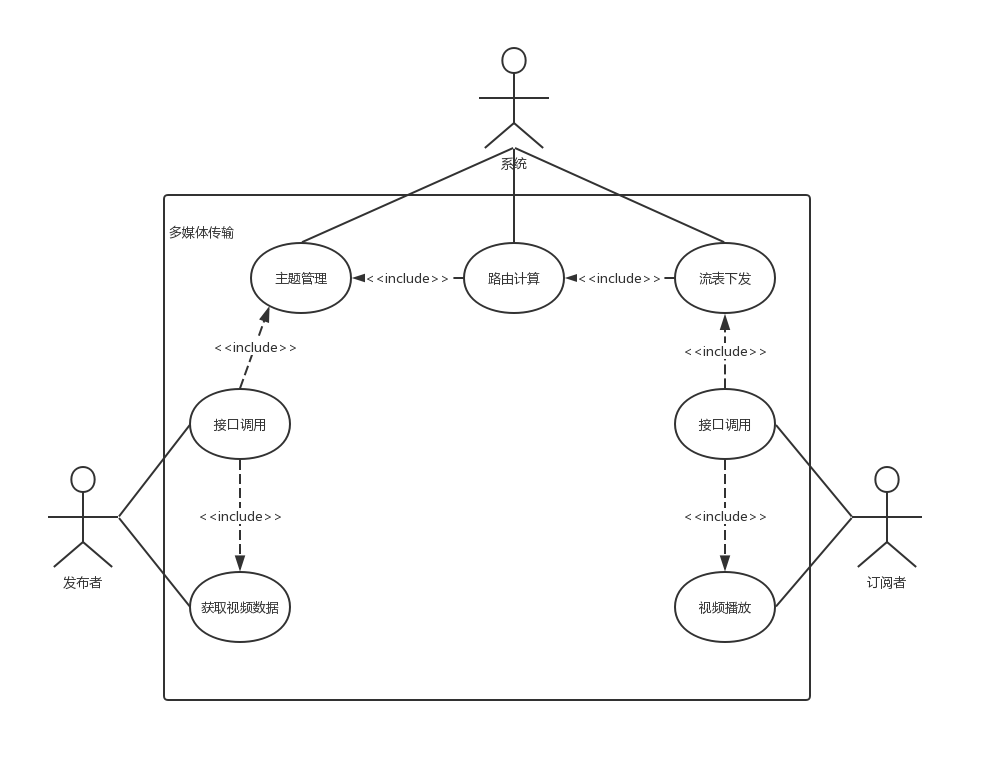 系统
多媒体传输
主题管理
<<include>>
路由计算
<<include>>
流表下发
<<include>>
<<include>>
接口调用
接口调用
<<include>>
<<include>>
发布者
订阅者
获取视频数据
视频播放